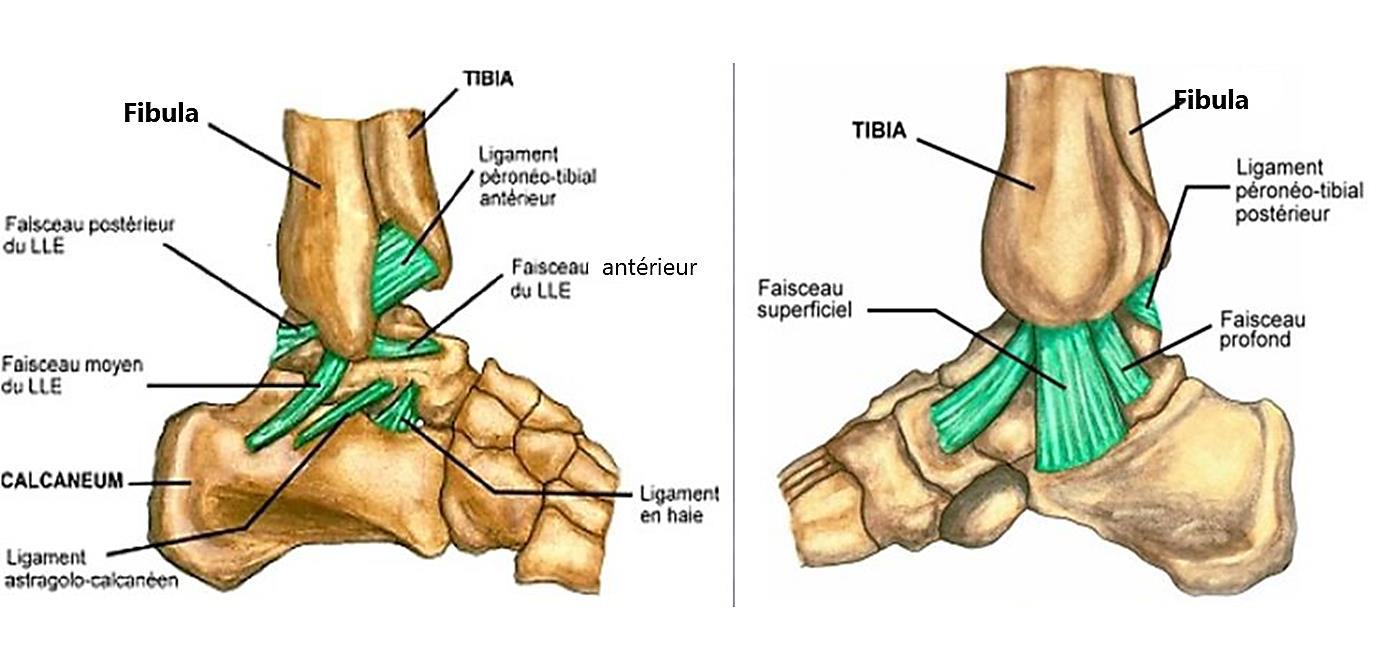 TIBIA
Fibula
Ligament
péronéo-tibial
antérieur
Faisceau postérieur
du LLE
Faisceau antérieur
du LLE
Faisceau moyen
du LLE
CALCANEUM
Ligament
en haie
Ligament
astragolo-calcanéen
Fibula
TIBIA
Ligament
péronéo-tibial
postérieur
Faisceau
superficiel
Faisceau
profond